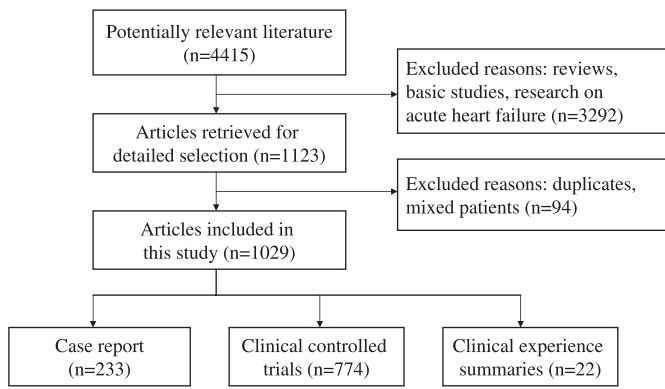 Potentially relevant literature
(n=4415)
Excluded reasons: reviews,
basic studies, research on
acute heart failure (n=3292)
Articles retrieved for
detailed selection (n=1123)
Excluded reasons: duplicates,
mixed patients (n=94)
Articles included in
this study (n=1029)
Case report
(n=233)
Clinical controlled
trials (n=774)
Clinical experience
summaries (n=22)